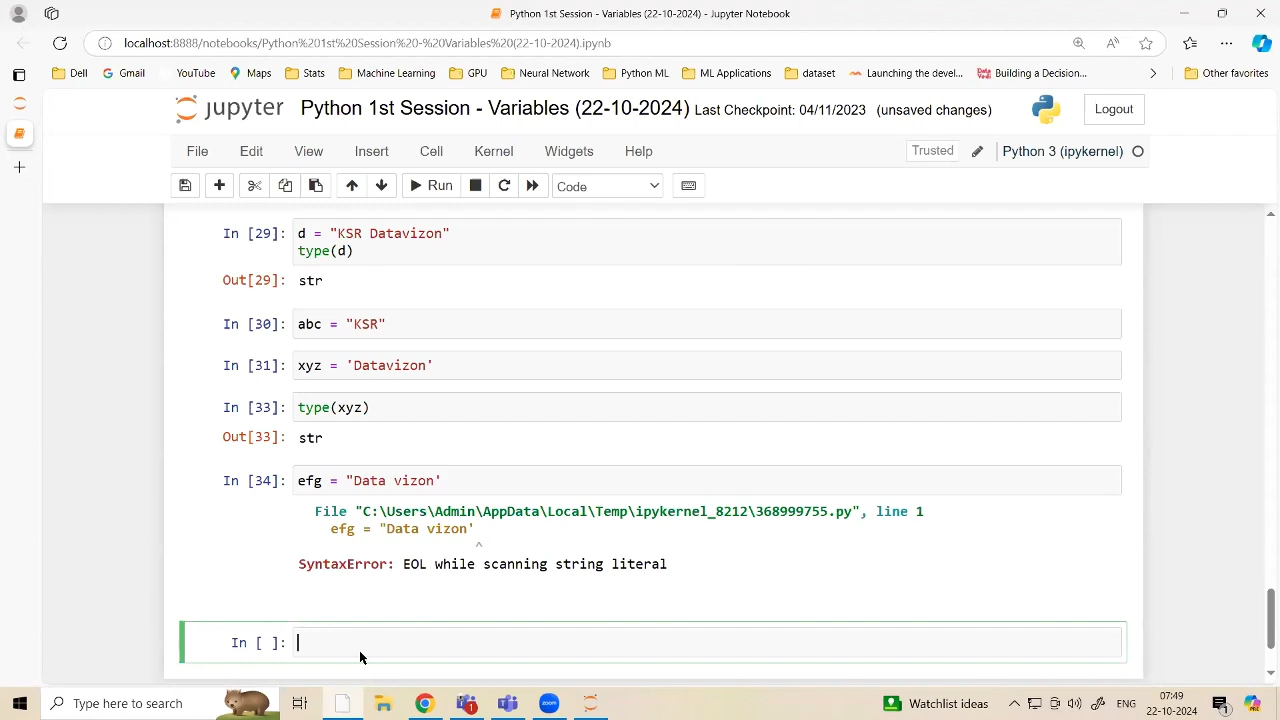 Python 1st Session - Variables (22-10-2024) - Jupyter Notebook
localhost:8888/notebooks/Python%201st%20Session%20-%20Variables%20(22-10-2024).ipynb
Dell Gmail YouTube Maps Stats Machine Learning GPU Neural Network Python ML ML Applications dataset Launching the devel... Building a Decision... Other favorites
jupyter Python 1st Session - Variables (22-10-2024) Last Checkpoint: 04/11/2023 (unsaved changes) Logout
File Edit View Insert Cell Kernel Widgets Help Trusted Python 3 (ipykernel)
Run Code
In [29]: d = "KSR Datavizon"
type(d)
Out[29]: str
In [30]: abc = "KSR"
In [31]: xyz = 'Datavizon'
In [33]: type(xyz)
Out[33]: str
In [34]: efg = "Data vizon'
File "C:\Users\Admin\AppData\Local\Temp\ipykernel_8212\368999755.py", line 1
efg = "Data vizon'
^
SyntaxError: EOL while scanning string literal
In [ ]:
Type here to search 1 Watchlist ideas ENG 07:49
22-10-2024 1